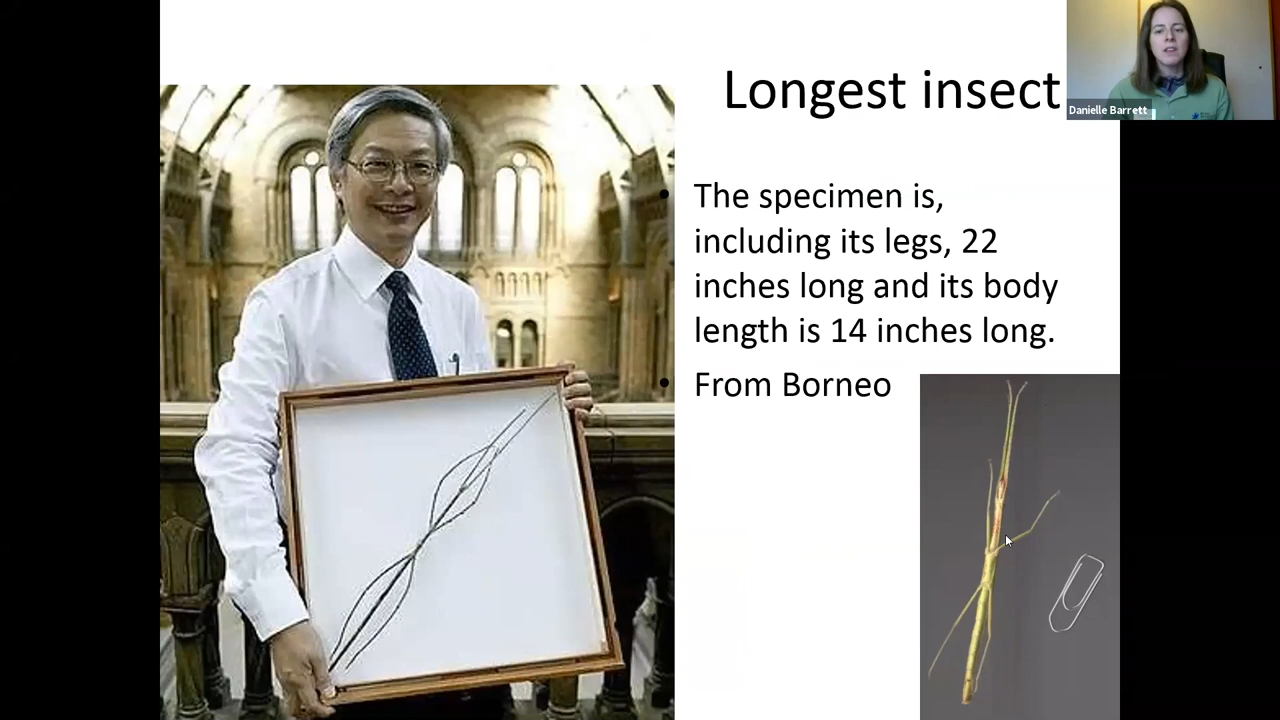 Longest insect
Danielle Barrett
• The specimen is,
including its legs, 22
inches long and its body
length is 14 inches long.
• From Borneo